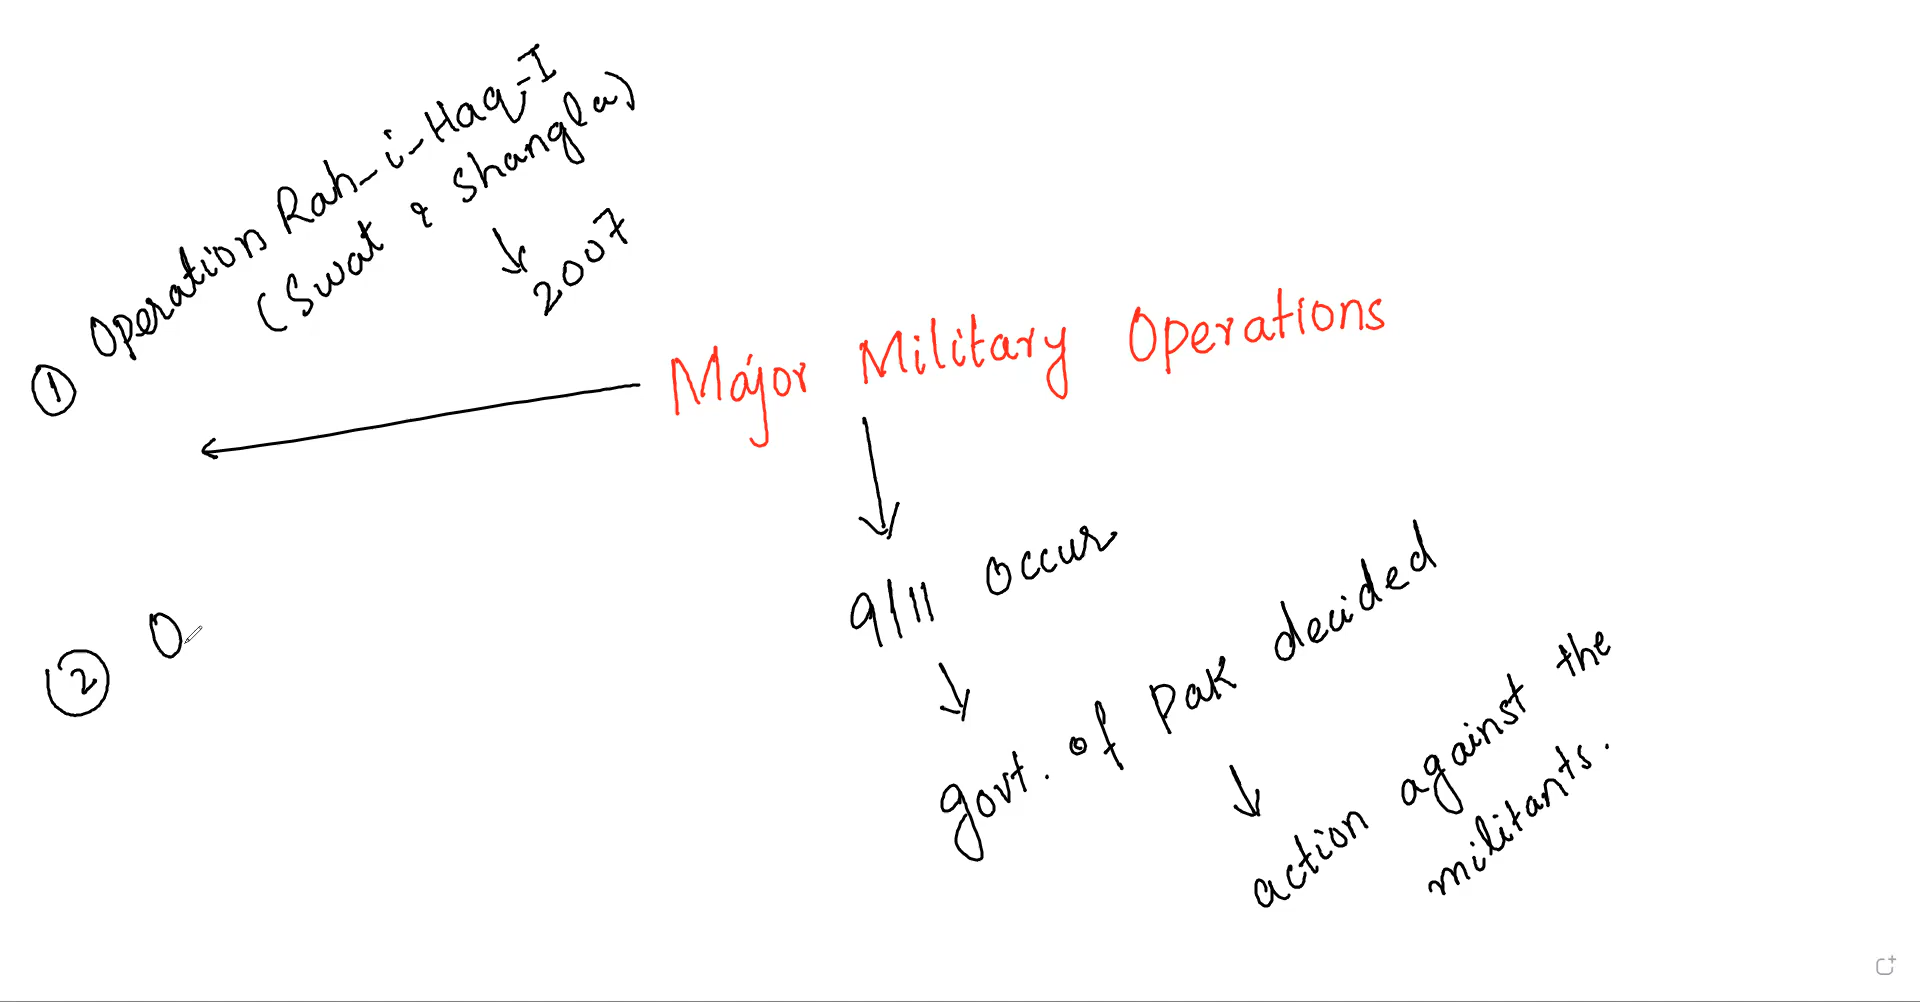 ① Operation Rah-i-Haq-I
(Swat & Shangla)
↓
2007
Major Military Operations
↓
9/11 occur
↓
govt. of Pak decided
↓
action against the
militants.
② O